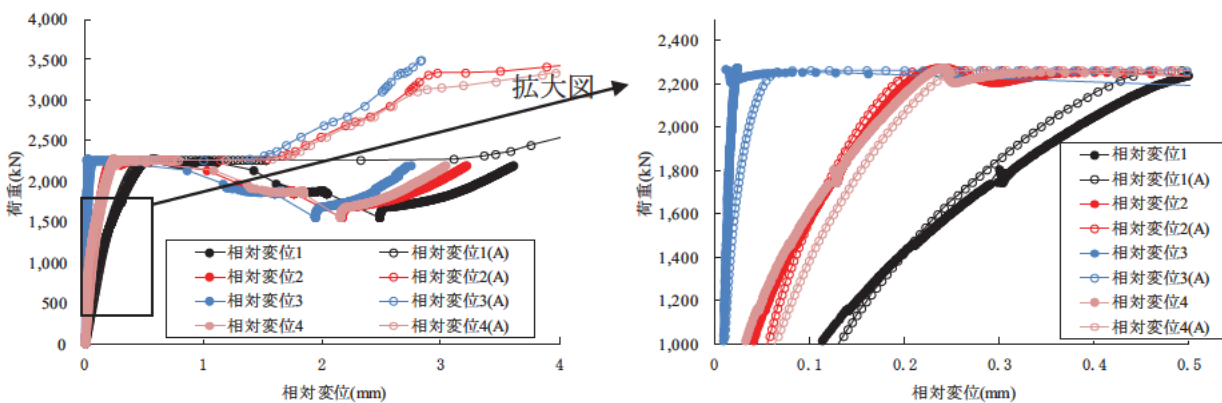 4,000
3,500
3,000
2,500
2,000
1,500
1,000
500
0
荷重(kN)
0 1 2 3 4
相対変位(mm)
拡大図
相対変位1 相対変位1(A)
相対変位2 相対変位2(A)
相対変位3 相対変位3(A)
相対変位4 相対変位4(A)
2,400
2,200
2,000
1,800
1,600
1,400
1,200
1,000
荷重(kN)
0 0.1 0.2 0.3 0.4 0.5
相対変位(mm)
相対変位1
相対変位1(A)
相対変位2
相対変位2(A)
相対変位3
相対変位3(A)
相対変位4
相対変位4(A)